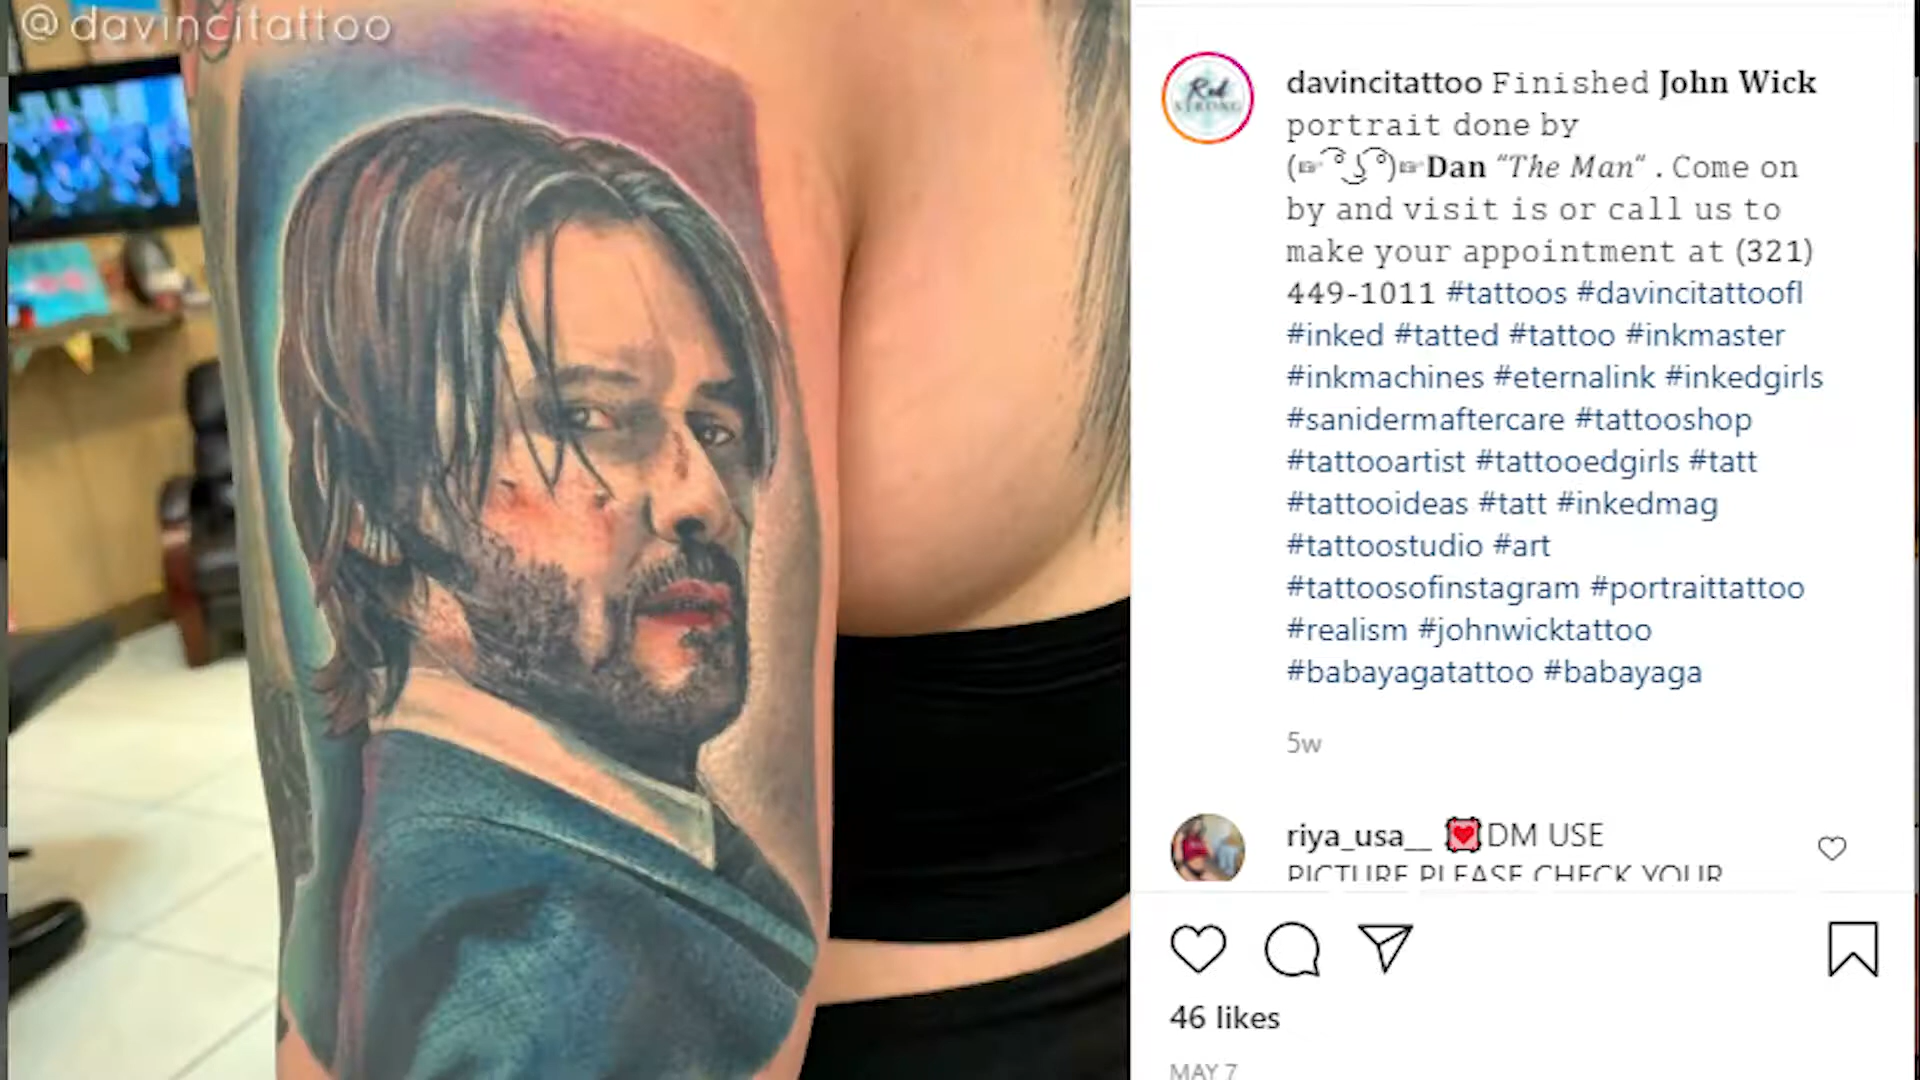 @davincitattoo
Red
STRONG
davincitattoo Finished John Wick
portrait done by
(☞ ͡° ͜ʖ ͡°)☞Dan “The Man” . Come on
by and visit is or call us to
make your appointment at (321)
449-1011 #tattoos #davincitattoofl
#inked #tatted #tattoo #inkmaster
#inkmachines #eternalink #inkedgirls
#sanidermaftercare #tattooshop
#tattooartist #tattooedgirls #tatt
#tattooideas #tatt #inkedmag
#tattoostudio #art
#tattoosofinstagram #portraittattoo
#realism #johnwicktattoo
#babayagatattoo #babayaga
5w
riya_usa__ 💟DM USE
PICTURE PLEASE CHECK YOUR
46 likes
MAY 7